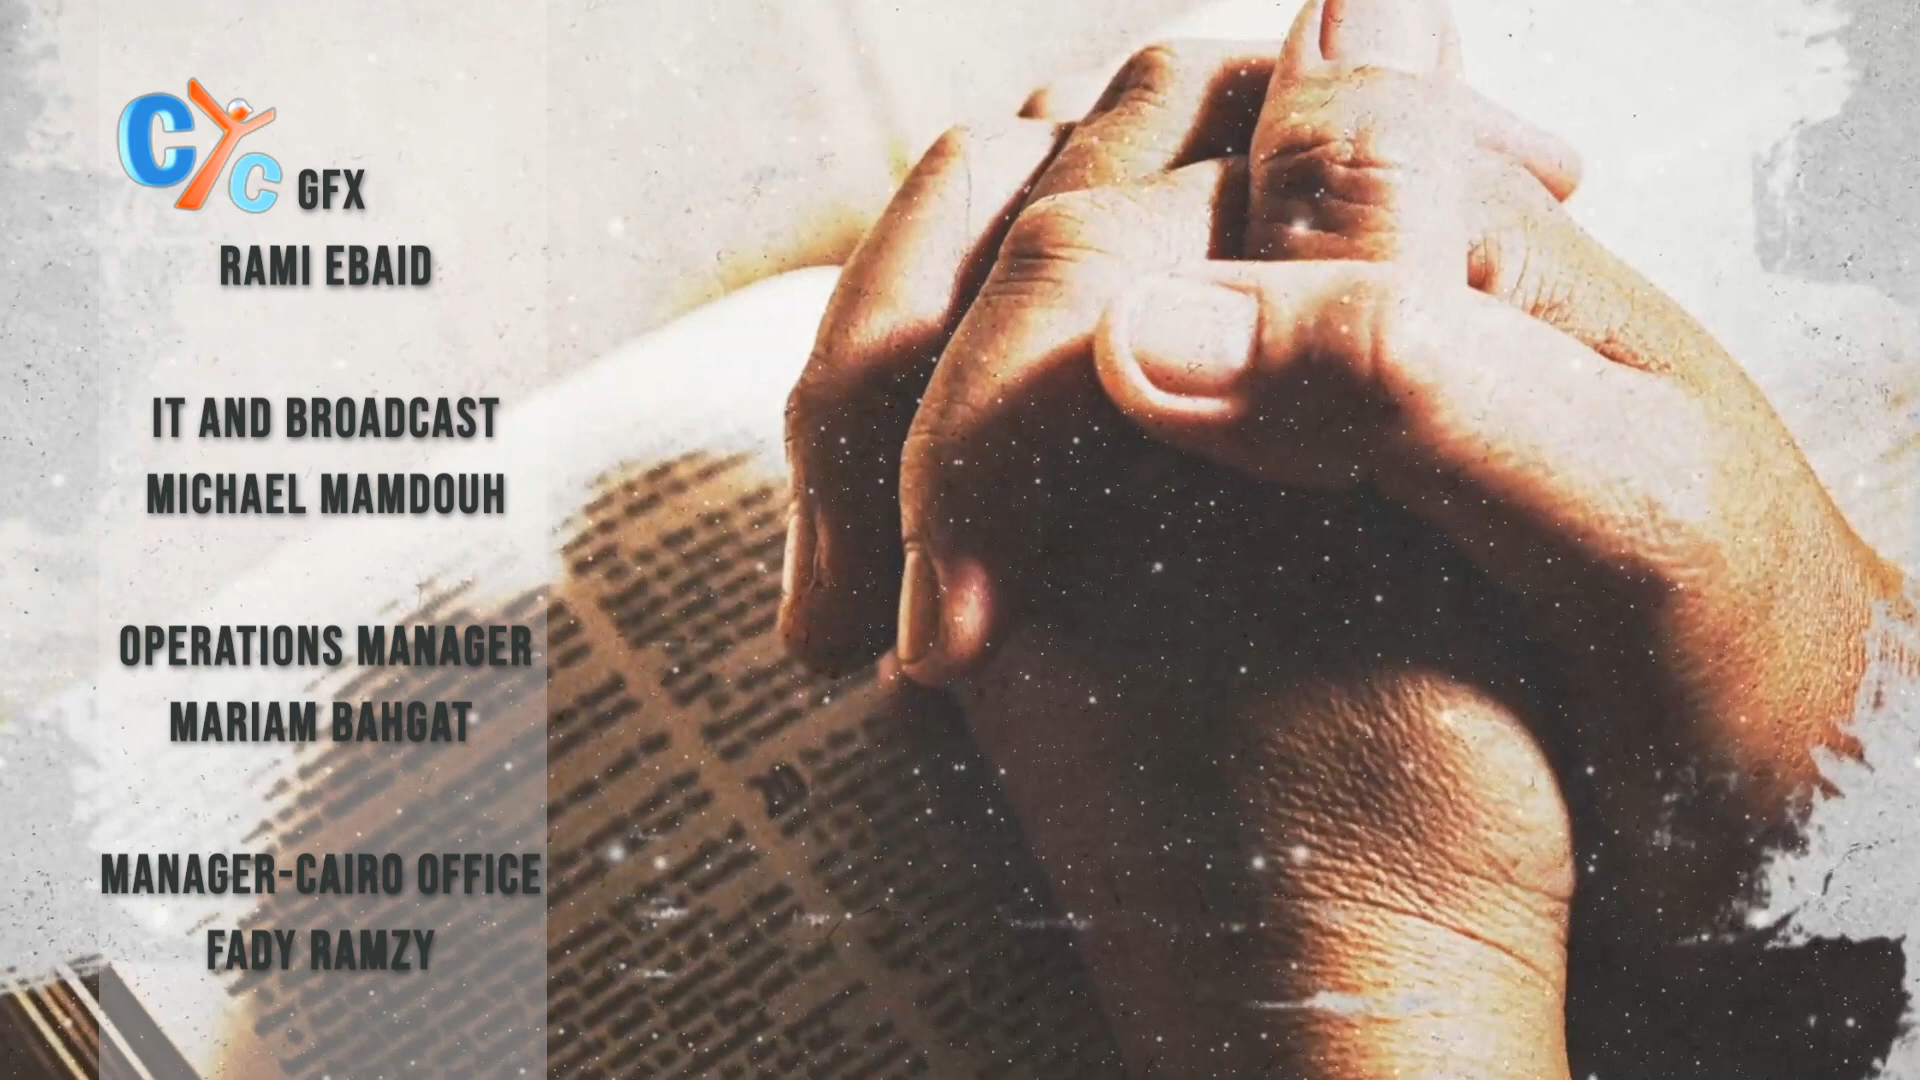 CYC
GFX
RAMI EBAID
IT AND BROADCAST
MICHAEL MAMDOUH
OPERATIONS MANAGER
MARIAM BAHGAT
MANAGER-CAIRO OFFICE
FADY RAMZY